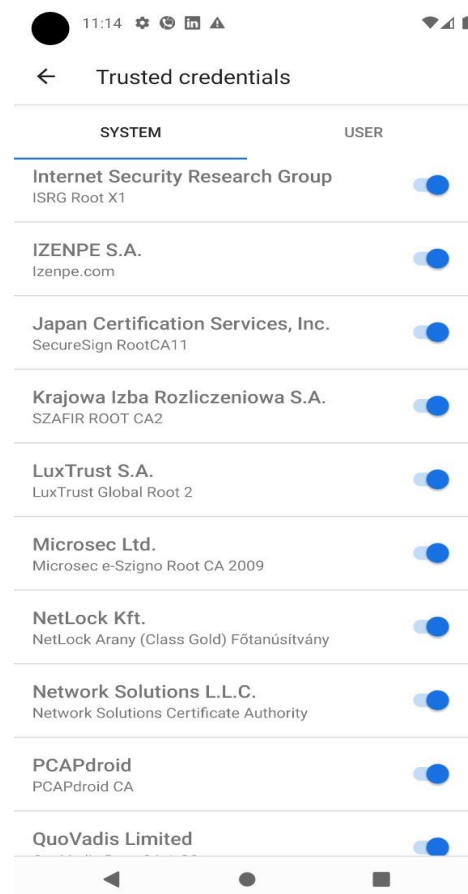 11:14
Trusted credentials
SYSTEM
USER
Internet Security Research Group
ISRG Root X1
IZENPE S.A.
Izenpe.com
Japan Certification Services, Inc.
SecureSign RootCA11
Krajowa Izba Rozliczeniowa S.A.
SZAFIR ROOT CA2
LuxTrust S.A.
LuxTrust Global Root 2
Microsec Ltd.
Microsec e-Szigno Root CA 2009
NetLock Kft.
NetLock Arany (Class Gold) Főtanúsítvány
Network Solutions L.L.C.
Network Solutions Certificate Authority
PCAPdroid
PCAPdroid CA
QuoVadis Limited